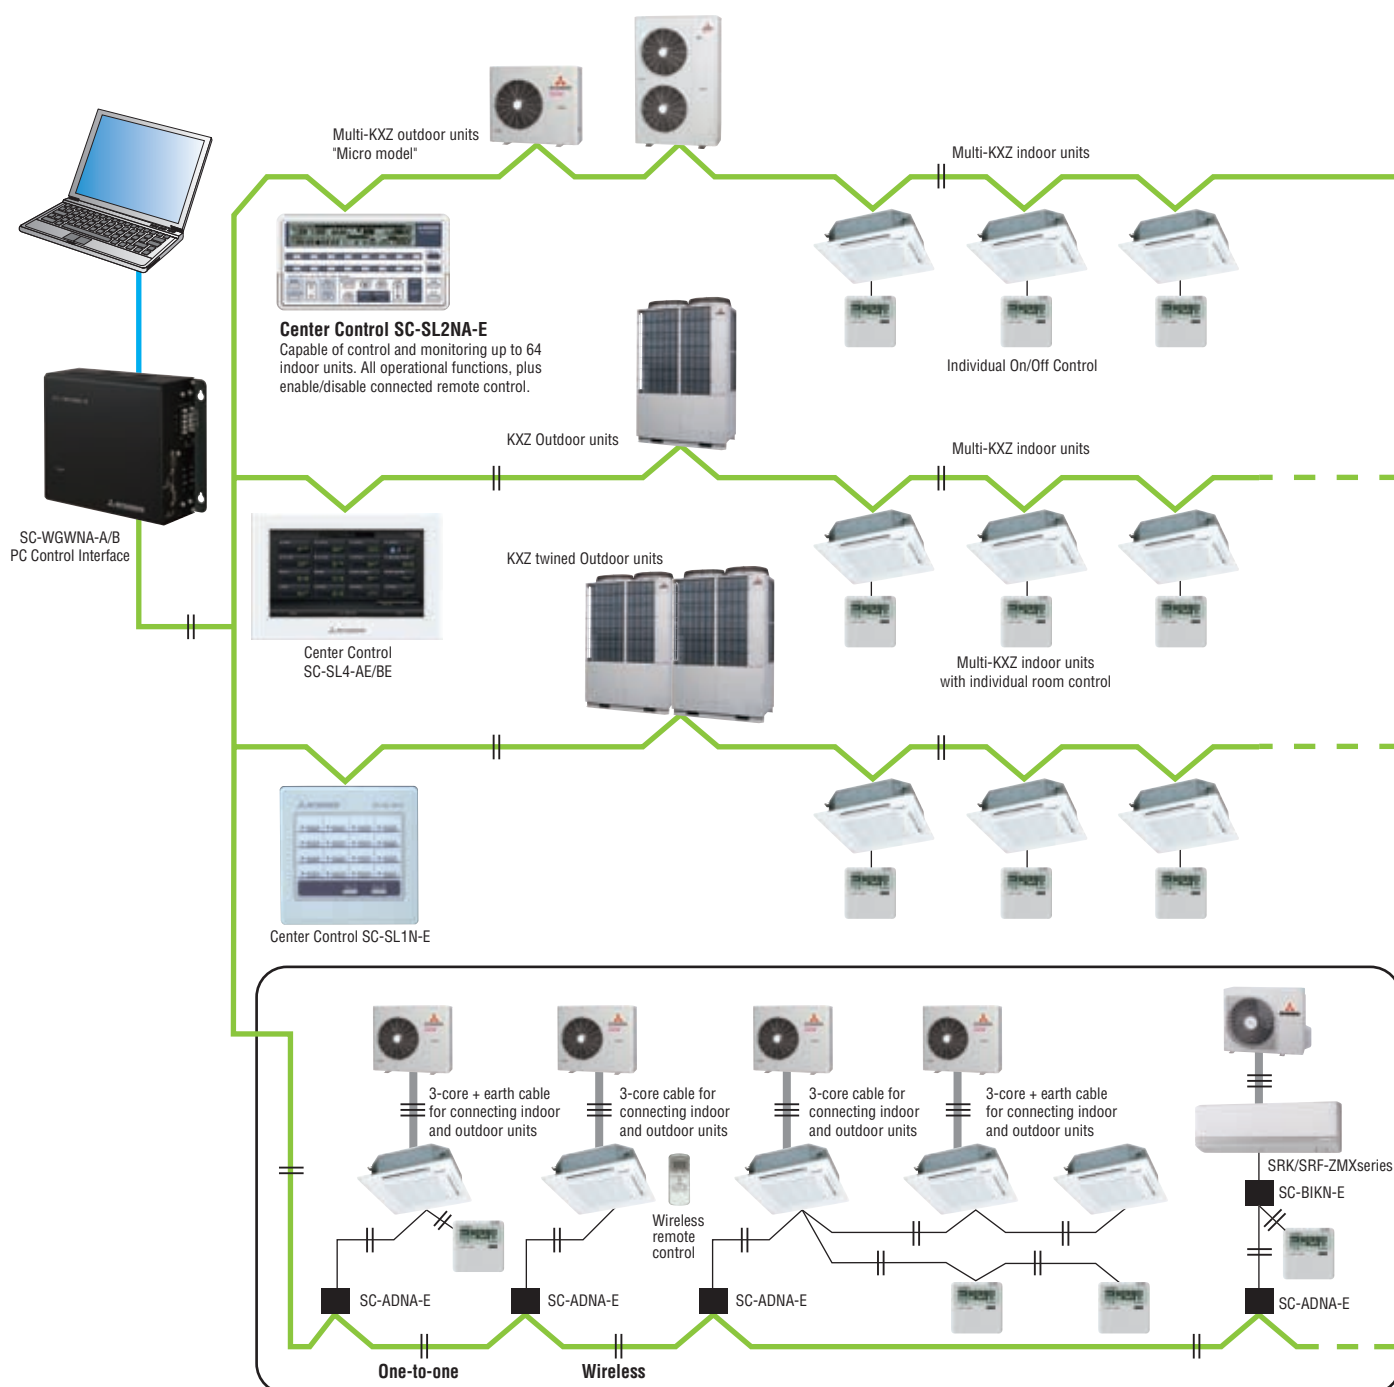 Multi-KXZ outdoor units
"Micro model"
Multi-KXZ indoor units
Center Control SC-SL2NA-E
Capable of control and monitoring up to 64
indoor units. All operational functions, plus
enable/disable connected remote control.
Individual On/Off Control
KXZ Outdoor units
Multi-KXZ indoor units
SC-WGWNA-A/B
PC Control Interface
KXZ twined Outdoor units
Center Control
SC-SL4-AE/BE
Multi-KXZ indoor units
with individual room control
Center Control SC-SL1N-E
3-core + earth cable
for connecting indoor
and outdoor units
3-core cable for
connecting indoor
and outdoor units
3-core cable for
connecting indoor
and outdoor units
3-core + earth cable
for connecting indoor
and outdoor units
SRK/SRF-ZMXseries
SC-BIKN-E
Wireless
remote
control
SC-ADNA-E
SC-ADNA-E
SC-ADNA-E
SC-ADNA-E
One-to-one
Wireless